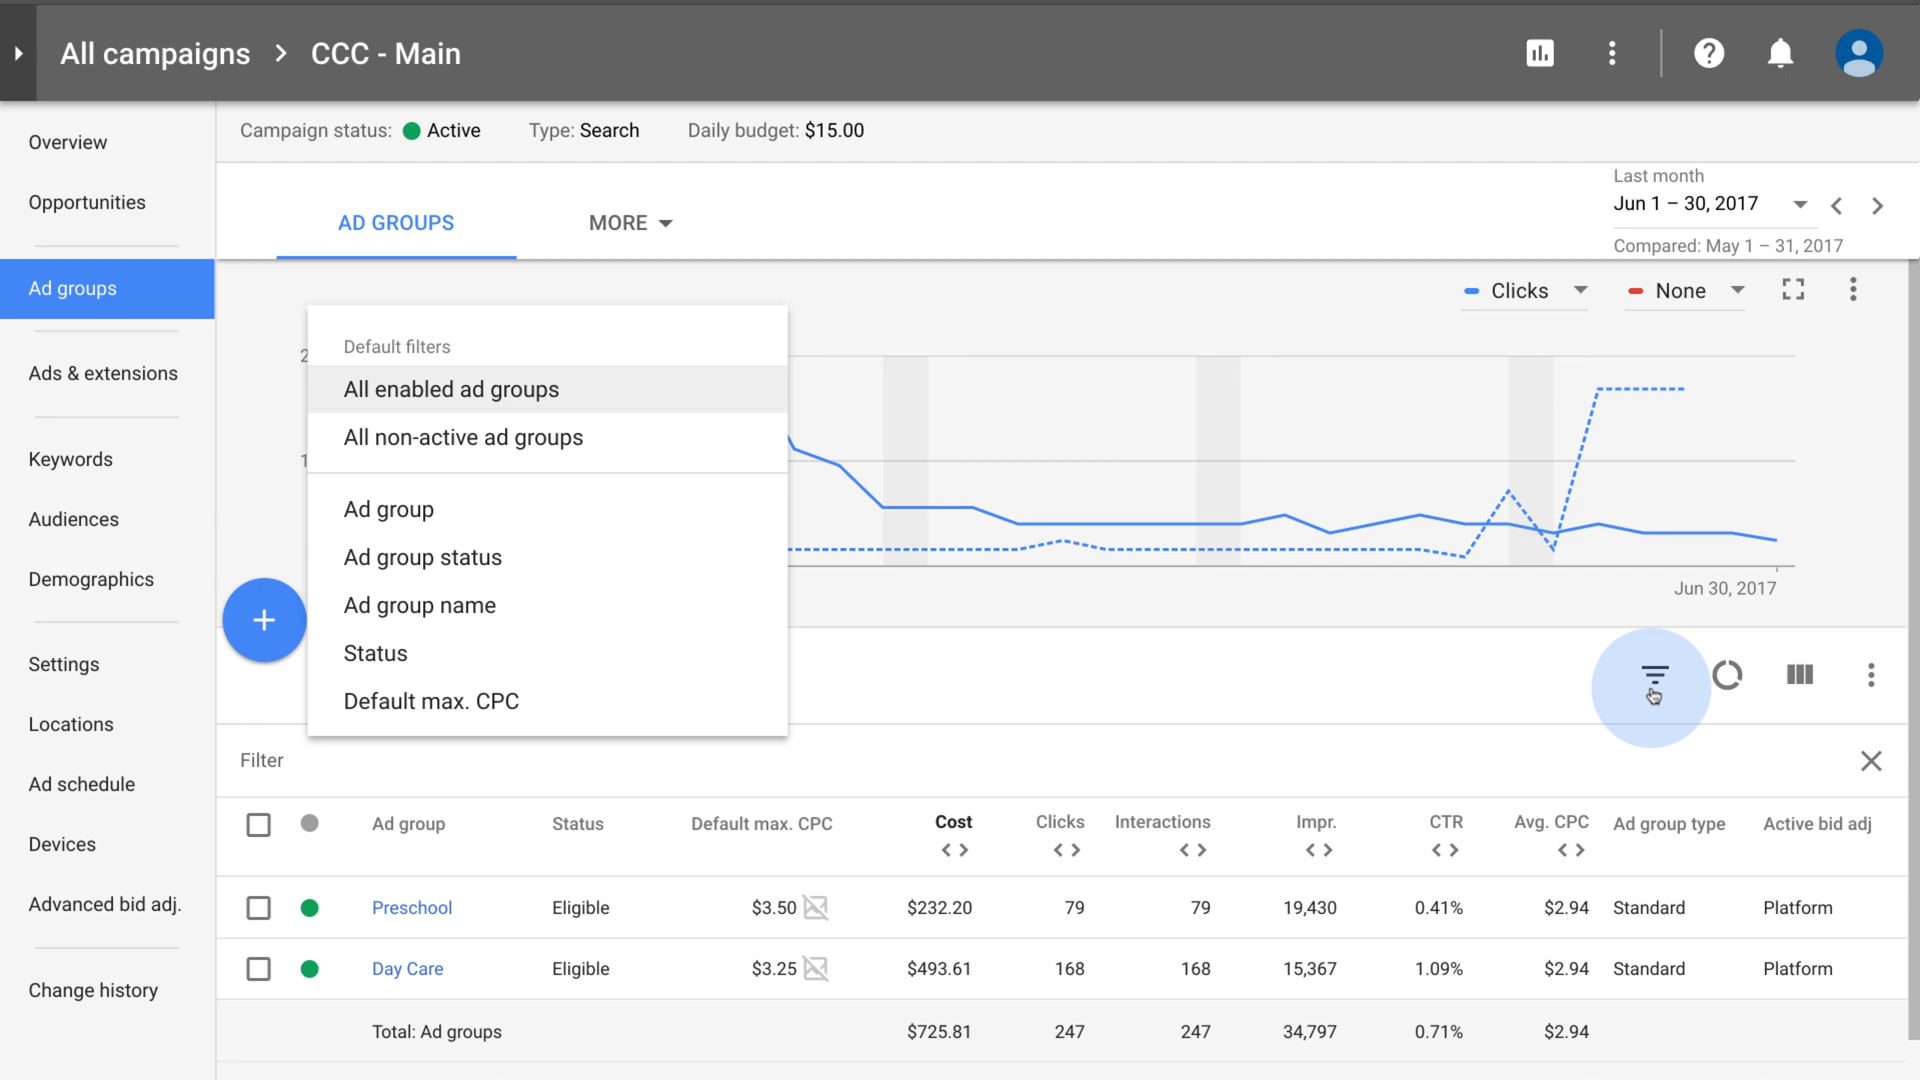 All campaigns > CCC - Main
Campaign status: Active Type: Search Daily budget: $15.00
Overview
Opportunities
Ad groups
Ads & extensions
Keywords
Audiences
Demographics
Settings
Locations
Ad schedule
Devices
Advanced bid adj.
Change history
AD GROUPS MORE
Last month
Jun 1 – 30, 2017
Compared: May 1 – 31, 2017
Clicks None
2
1
Jun 30, 2017
Default filters
All enabled ad groups
All non-active ad groups
Ad group
Ad group status
Ad group name
Status
Default max. CPC
Filter
Ad group Status Default max. CPC Cost Clicks Interactions Impr. CTR Avg. CPC Ad group type Active bid adj
Preschool Eligible $3.50 $232.20 79 79 19,430 0.41% $2.94 Standard Platform
Day Care Eligible $3.25 $493.61 168 168 15,367 1.09% $2.94 Standard Platform
Total: Ad groups $725.81 247 247 34,797 0.71% $2.94